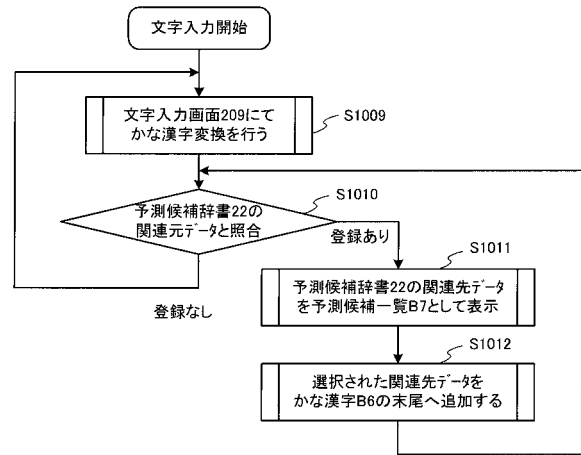 文字入力開始
文字入力画面209にて
かな漢字変換を行う
S1009
予測候補辞書22の
関連元データと照合
S1010
登録あり
登録なし
S1011
予測候補辞書22の関連先データ
を予測候補一覧B7として表示
S1012
選択された関連先データを
かな漢字B6の末尾へ追加する